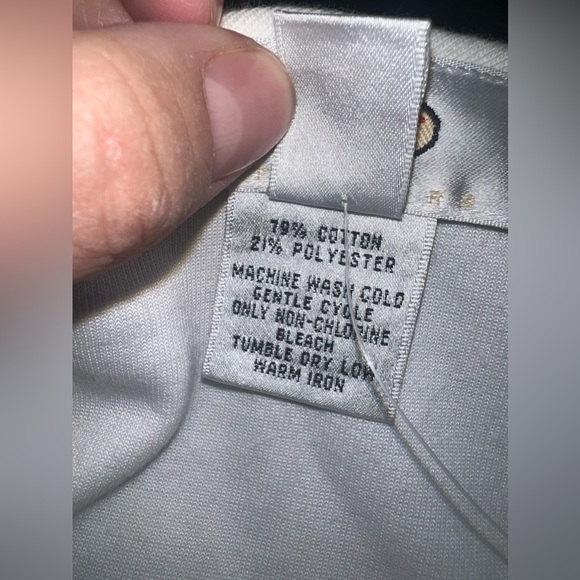 79% COTTON
21% POLYESTER
MACHINE WASH COLD
GENTLE CYCLE
ONLY NON-CHLORINE
BLEACH
TUMBLE DRY LOW
WARM IRON